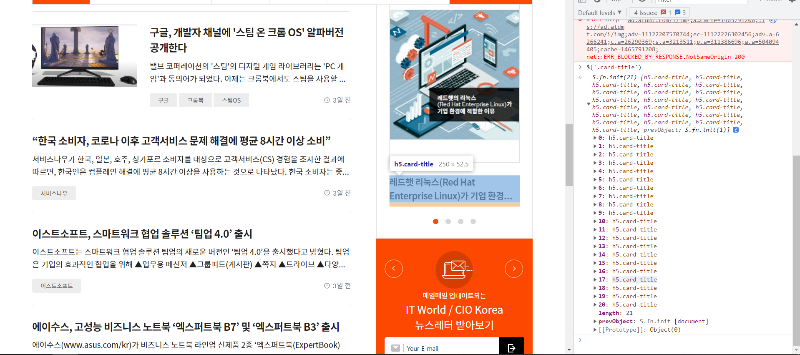 구글, 개발자 채널에 '스팀 온 크롬 OS' 알파버전
공개한다
밸브 코퍼레이션의 '스팀'의 디지털 게임 라이브러리는 'PC 게
임'과 동의어가 되었다. 이제는 크롬북에서도 스팀을 사용할 ...
구글
크롬북
스팀OS
3일 전
“한국 소비자, 코로나 이후 고객서비스 문제 해결에 평균 8시간 이상 소비”
서비스나우가 한국, 일본, 호주, 싱가포르 소비자를 대상으로 고객서비스(CS) 경험을 조사한 결과에
따르면, 한국인은 컴플레인 해결에 평균 8시간 이상을 사용하는 것으로 나타났다. 한국 소비자는 중...
서비스나우
3일 전
이스트소프트, 스마트워크 협업 솔루션 ‘팀업 4.0’ 출시
이스트소프트는 스마트워크 협업 솔루션 팀업의 새로운 버전인 '팀업 4.0'을 출시했다고 밝혔다. 팀업
은 기업의 효과적인 협업을 위해 ▲업무용 메신저 ▲그룹피드(게시판) ▲쪽지 ▲드라이브 ▲다양...
이스트소프트
3일 전
에이수스, 고성능 비즈니스 노트북 ‘엑스퍼트북 B7’ 및 ‘엑스퍼트북 B3’ 출시
에이수스(www.asus.com/kr)가 비즈니스 노트북 라인업 신제품 2종 '엑스퍼트북(ExpertBook)
레드햇의 리눅스
(Red Hat Enterprise Linux)가
기업 환경에 적합한 이유
h5.card-title 250 × 52.5
레드햇 리눅스(Red Hat
Enterprise Linux)가 기업 환경...
매일매일 업데이트되는
IT World / CIO Korea
뉴스레터 받아보기
Your E-mail
Default levels
4 Issues:
1
3
net::ERR_BLOCKED_BY_RESPONSE.NotSameOrigin 200
$('.card-title')
S.fn.init(21) [h5.card-title, h5.card-title,
h5.card-title, h5.card-title, h5.card-title,
h5.card-title, h5.card-title, h5.card-title,
h5.card-title, h5.card-title, h5.card-title,
h5.card-title, h5.card-title, h5.card-title,
h5.card-title, h5.card-title, h5.card-title,
h5.card-title, prevObject: S.fn.init(1)]
0: h5.card-title
1: h5.card-title
2: h5.card-title
3: h5.card-title
4: h5.card-title
5: h5.card-title
6: h5.card-title
7: h5.card-title
8: h5.card-title
9: h5.card-title
10: h5.card-title
11: h5.card-title
12: h5.card-title
13: h5.card-title
14: h5.card-title
15: h5.card-title
16: h5.card-title
17: h5.card-title
18: h5.card-title
19: h5.card-title
20: h5.card-title
length: 21
prevObject: S.fn.init [document]
[[Prototype]]: Object(0)